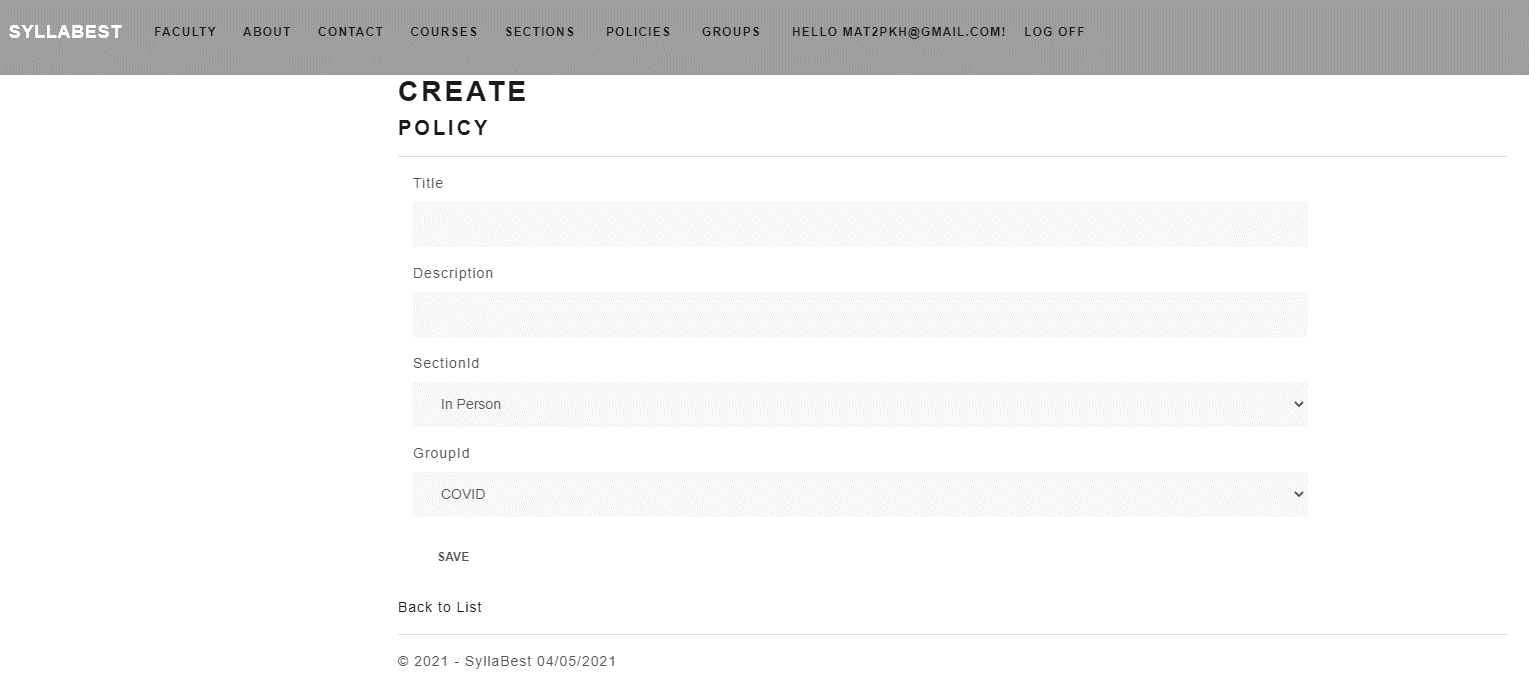 SYLLABEST FACULTY ABOUT CONTACT COURSES SECTIONS POLICIES GROUPS HELLO MAT2PKH@GMAIL.COM! LOG OFF
CREATE
POLICY
Title
Description
SectionId
In Person
GroupId
COVID
SAVE
Back to List
© 2021 - SyllaBest 04/05/2021